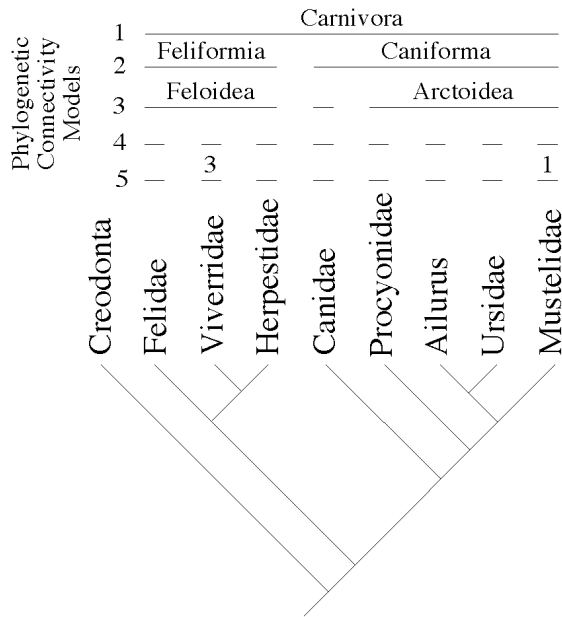 Phylogenetic
Connectivity
Models
Carnivora
1
Feliformia Caniforma
2
Feloidea Arctoidea
3
4
3 1
5
Creodonta
Felidae
Viverridae
Herpestidae
Canidae
Procyonidae
Ailurus
Ursidae
Mustelidae